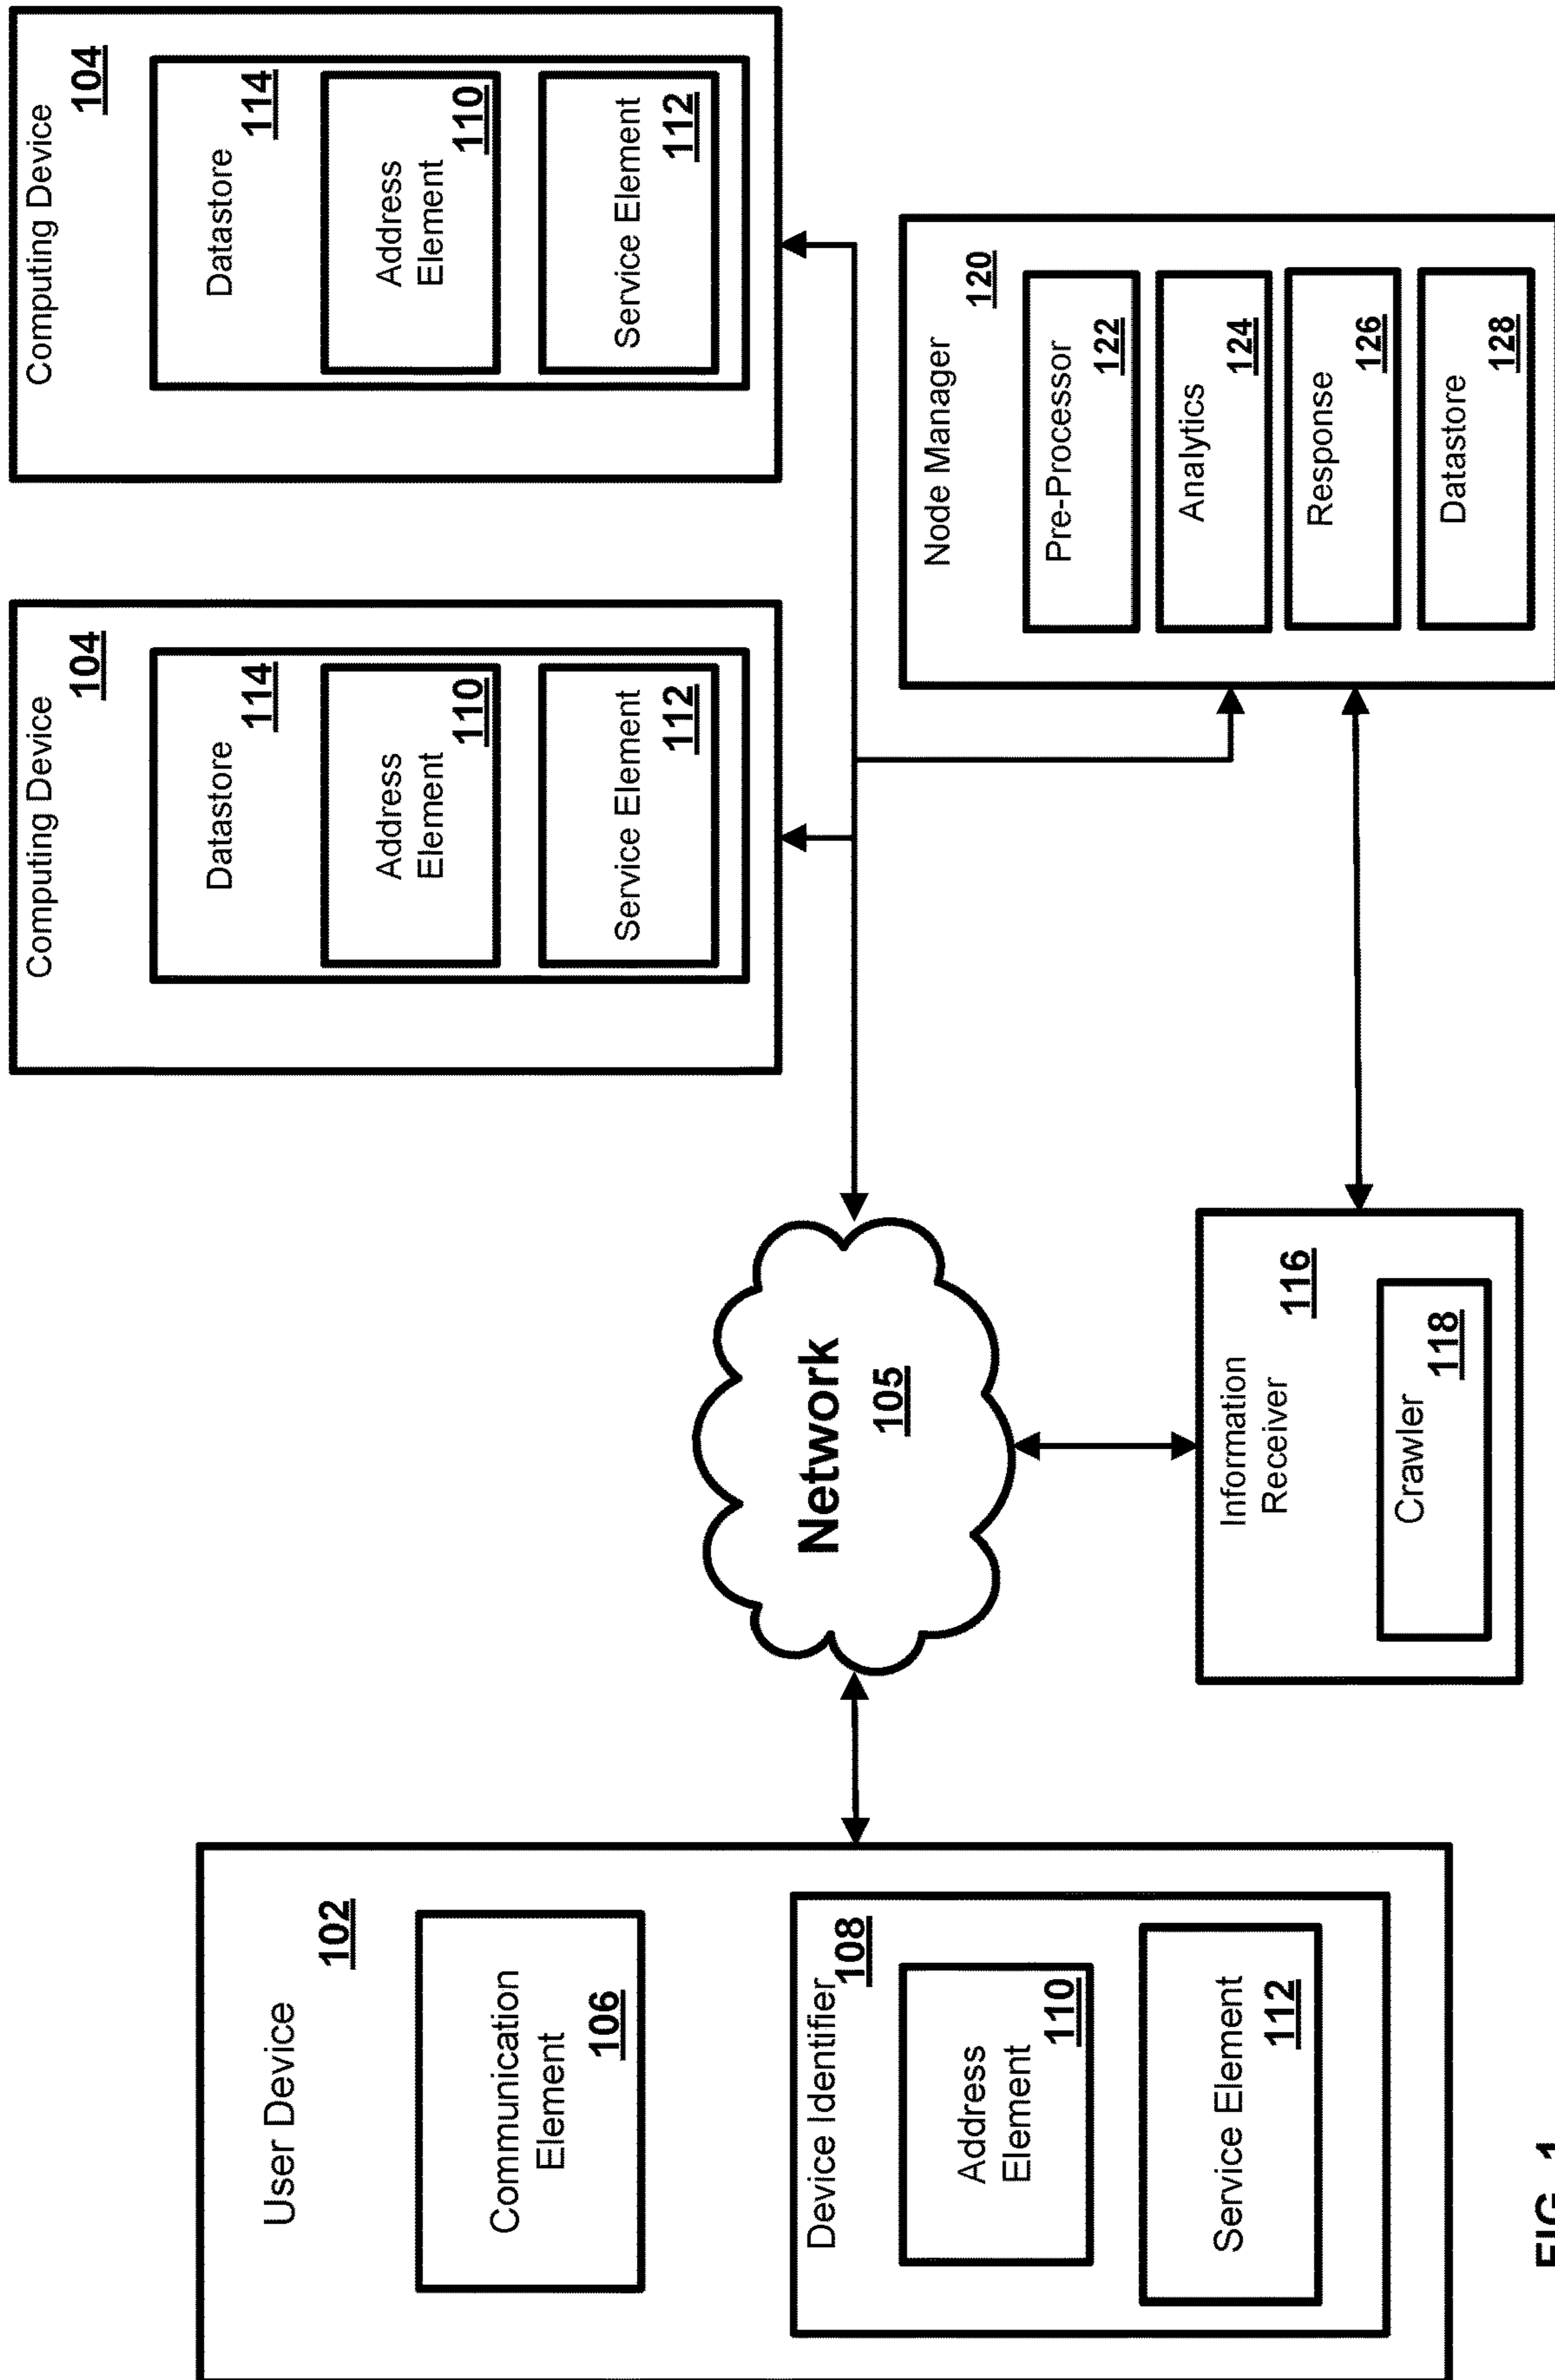 User Device
102
Communication
Element
106
Device Identifier
108
Address
Element
110
Service Element
112
Network
105
Information
Receiver
116
Crawler
118
Computing Device
104
Datastore
114
Address
Element
110
Service Element
112
Computing Device
104
Datastore
114
Address
Element
110
Service Element
112
Node Manager
120
Pre-Processor
122
Analytics
124
Response
126
Datastore
128
FIG. 1